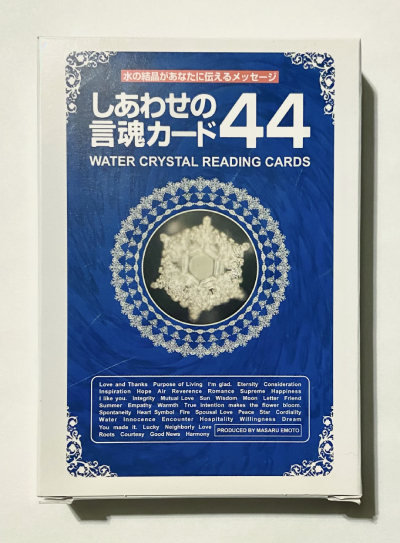 水の結晶があなたに伝えるメッセージ
しあわせの
言魂カード44
WATER CRYSTAL READING CARDS
Love and Thanks Purpose of Living I'm glad. Eternity Consideration
Inspiration Hope Air Reverence Romance Supreme Happiness
I like you. Integrity Mutual Love Sun Wisdom Moon Letter Friend
Summer Empathy Warmth True intention makes the flower bloom.
Spontaneity Heart Symbol Fire Spousal Love Peace Star Cordiality
Water Innocence Encounter Hospitality Willingness Dream
You made it. Lucky Neighborly Love
Roots Courtesy Good News Harmony
PRODUCED BY MASARU EMOTO